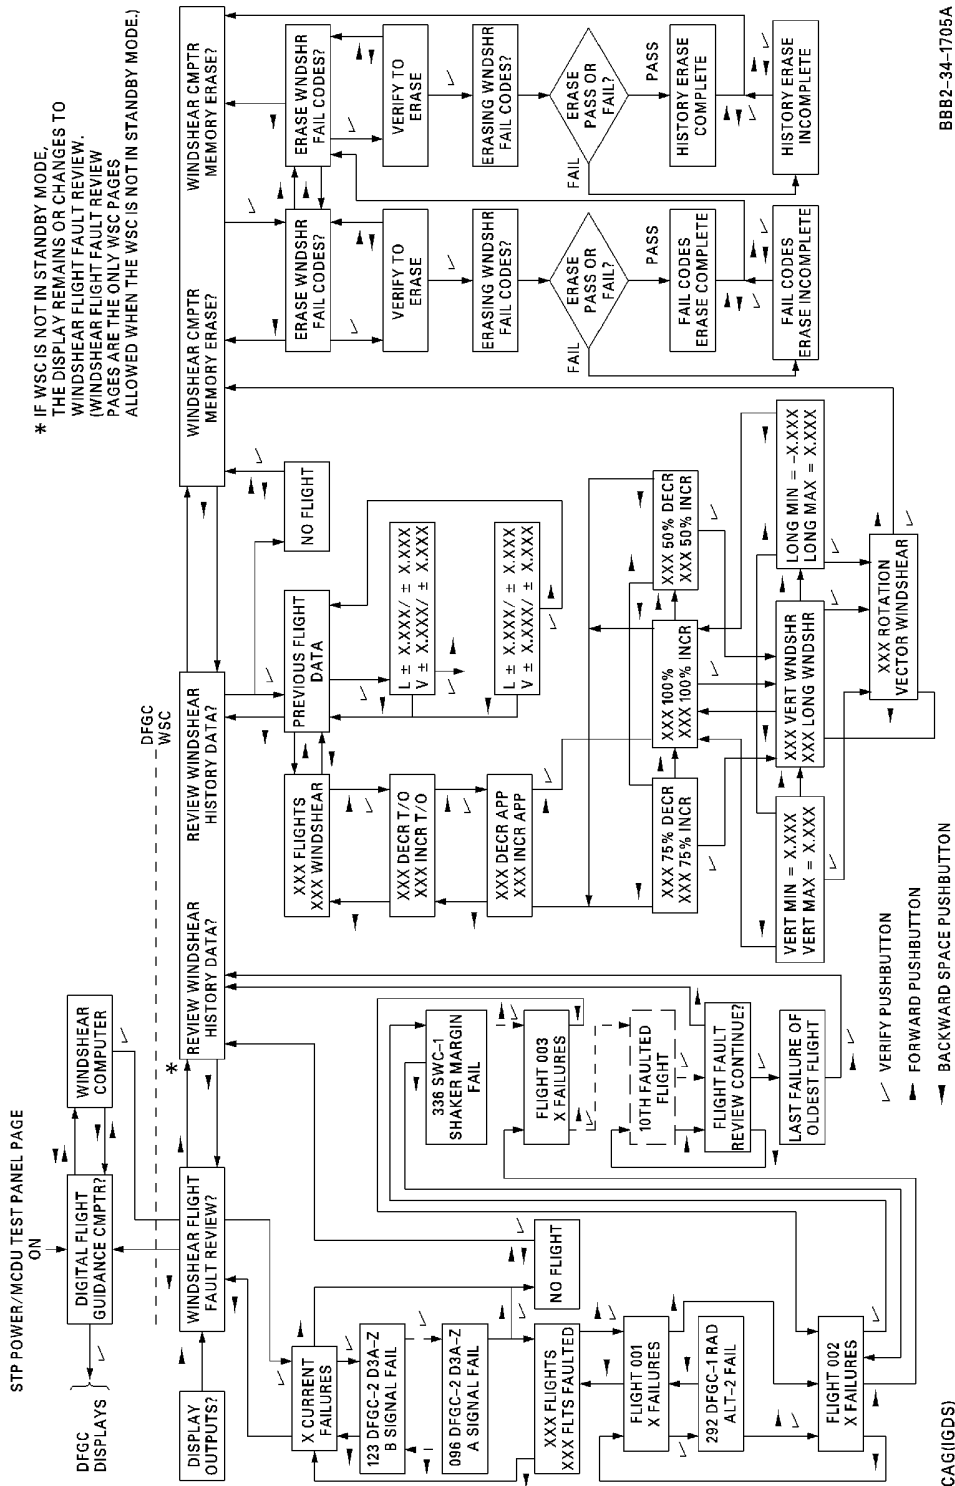 STP POWER/MCDU TEST PANEL PAGE
ON
DFGC
DISPLAYS
DIGITAL FLIGHT
GUIDANCE CMPTR?
WINDSHEAR
COMPUTER
* IF WSC IS NOT IN STANDBY MODE,
THE DISPLAY REMAINS OR CHANGES TO
WINDSHEAR FLIGHT FAULT REVIEW.
(WINDSHEAR FLIGHT FAULT REVIEW
PAGES ARE THE ONLY WSC PAGES
ALLOWED WHEN THE WSC IS NOT IN STANDBY MODE.)
DFGC
WSC
DISPLAY
OUTPUTS?
WINDSHEAR FLIGHT
FAULT REVIEW?
*
REVIEW WINDSHEAR
HISTORY DATA?
REVIEW WINDSHEAR
HISTORY DATA?
WINDSHEAR CMPTR
MEMORY ERASE?
WINDSHEAR CMPTR
MEMORY ERASE?
X CURRENT
FAILURES
123 DFGC-2 D3A-Z
B SIGNAL FAIL
096 DFGC-2 D3A-Z
A SIGNAL FAIL
NO FLIGHT
XXX FLIGHTS
XXX FLTS FAULTED
FLIGHT 001
X FAILURES
292 DFGC-1 RAD
ALT-2 FAIL
FLIGHT 002
X FAILURES
336 SWC-1
SHAKER MARGIN
FAIL
FLIGHT 003
X FAILURES
10TH FAULTED
FLIGHT
FLIGHT FAULT
REVIEW CONTINUE?
LAST FAILURE OF
OLDEST FLIGHT
XXX FLIGHTS
XXX WINDSHEAR
PREVIOUS FLIGHT
DATA
NO FLIGHT
XXX DECR T/O
XXX INCR T/O
L ± X.XXX/ ± X.XXX
V ± X.XXX/ ± X.XXX
XXX DECR APP
XXX INCR APP
L ± X.XXX/ ± X.XXX
V ± X.XXX/ ± X.XXX
XXX 75% DECR
XXX 75% INCR
XXX 100%
XXX 100% INCR
XXX 50% DECR
XXX 50% INCR
VERT MIN = X.XXX
VERT MAX = X.XXX
XXX VERT WNDSHR
XXX LONG WNDSHR
LONG MIN = -X.XXX
LONG MAX = X.XXX
XXX ROTATION
VECTOR WINDSHEAR
ERASE WNDSHR
FAIL CODES?
ERASE WNDSHR
FAIL CODES?
VERIFY TO
ERASE
VERIFY TO
ERASE
ERASING WNDSHR
FAIL CODES?
ERASING WNDSHR
FAIL CODES?
ERASE
PASS OR
FAIL?
FAIL
PASS
ERASE
PASS OR
FAIL?
FAIL
PASS
FAIL CODES
ERASE COMPLETE
HISTORY ERASE
COMPLETE
FAIL CODES
ERASE INCOMPLETE
HISTORY ERASE
INCOMPLETE
VERIFY PUSHBUTTON
FORWARD PUSHBUTTON
BACKWARD SPACE PUSHBUTTON
CAG(IGDS)
BBB2-34-1705A